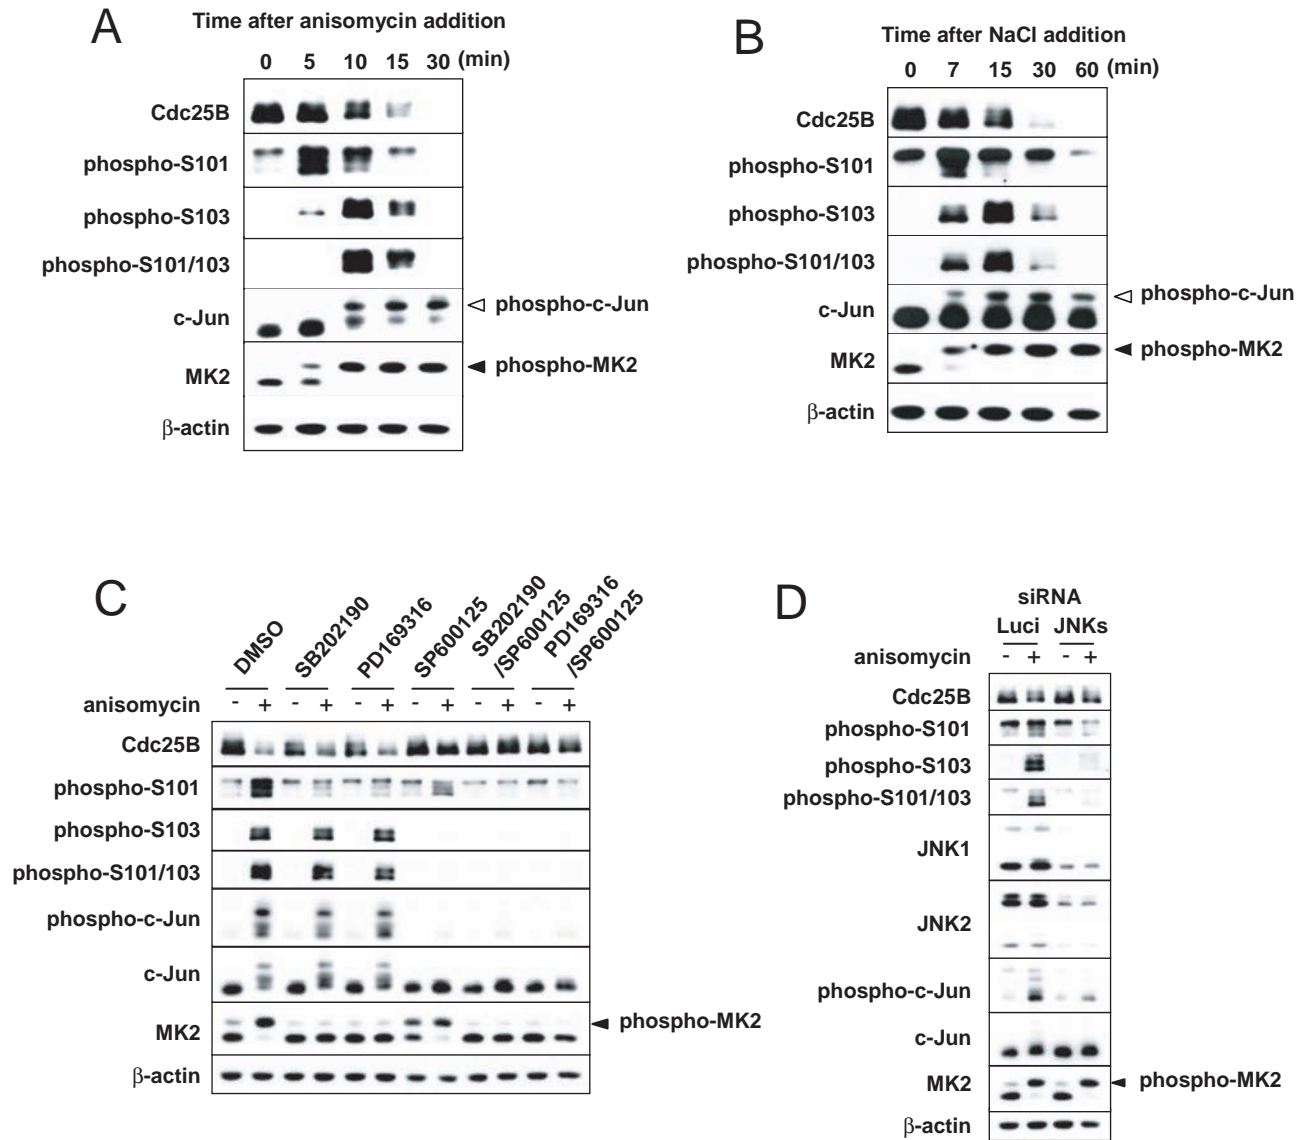 A
Time after anisomycin addition
0 5 10 15 30 (min)
Cdc25B
phospho-S101
phospho-S103
phospho-S101/103
c-Jun
phospho-c-Jun
MK2
phospho-MK2
β-actin
B
Time after NaCl addition
0 7 15 30 60 (min)
Cdc25B
phospho-S101
phospho-S103
phospho-S101/103
c-Jun
phospho-c-Jun
MK2
phospho-MK2
β-actin
C
DMSO
SB202190
PD169316
SP600125
SB202190
/SP600125
PD169316
/SP600125
anisomycin - + - + - + - + - + - +
Cdc25B
phospho-S101
phospho-S103
phospho-S101/103
phospho-c-Jun
c-Jun
MK2
phospho-MK2
β-actin
D
siRNA
Luci JNKs
anisomycin - + - +
Cdc25B
phospho-S101
phospho-S103
phospho-S101/103
JNK1
JNK2
phospho-c-Jun
c-Jun
MK2
phospho-MK2
β-actin